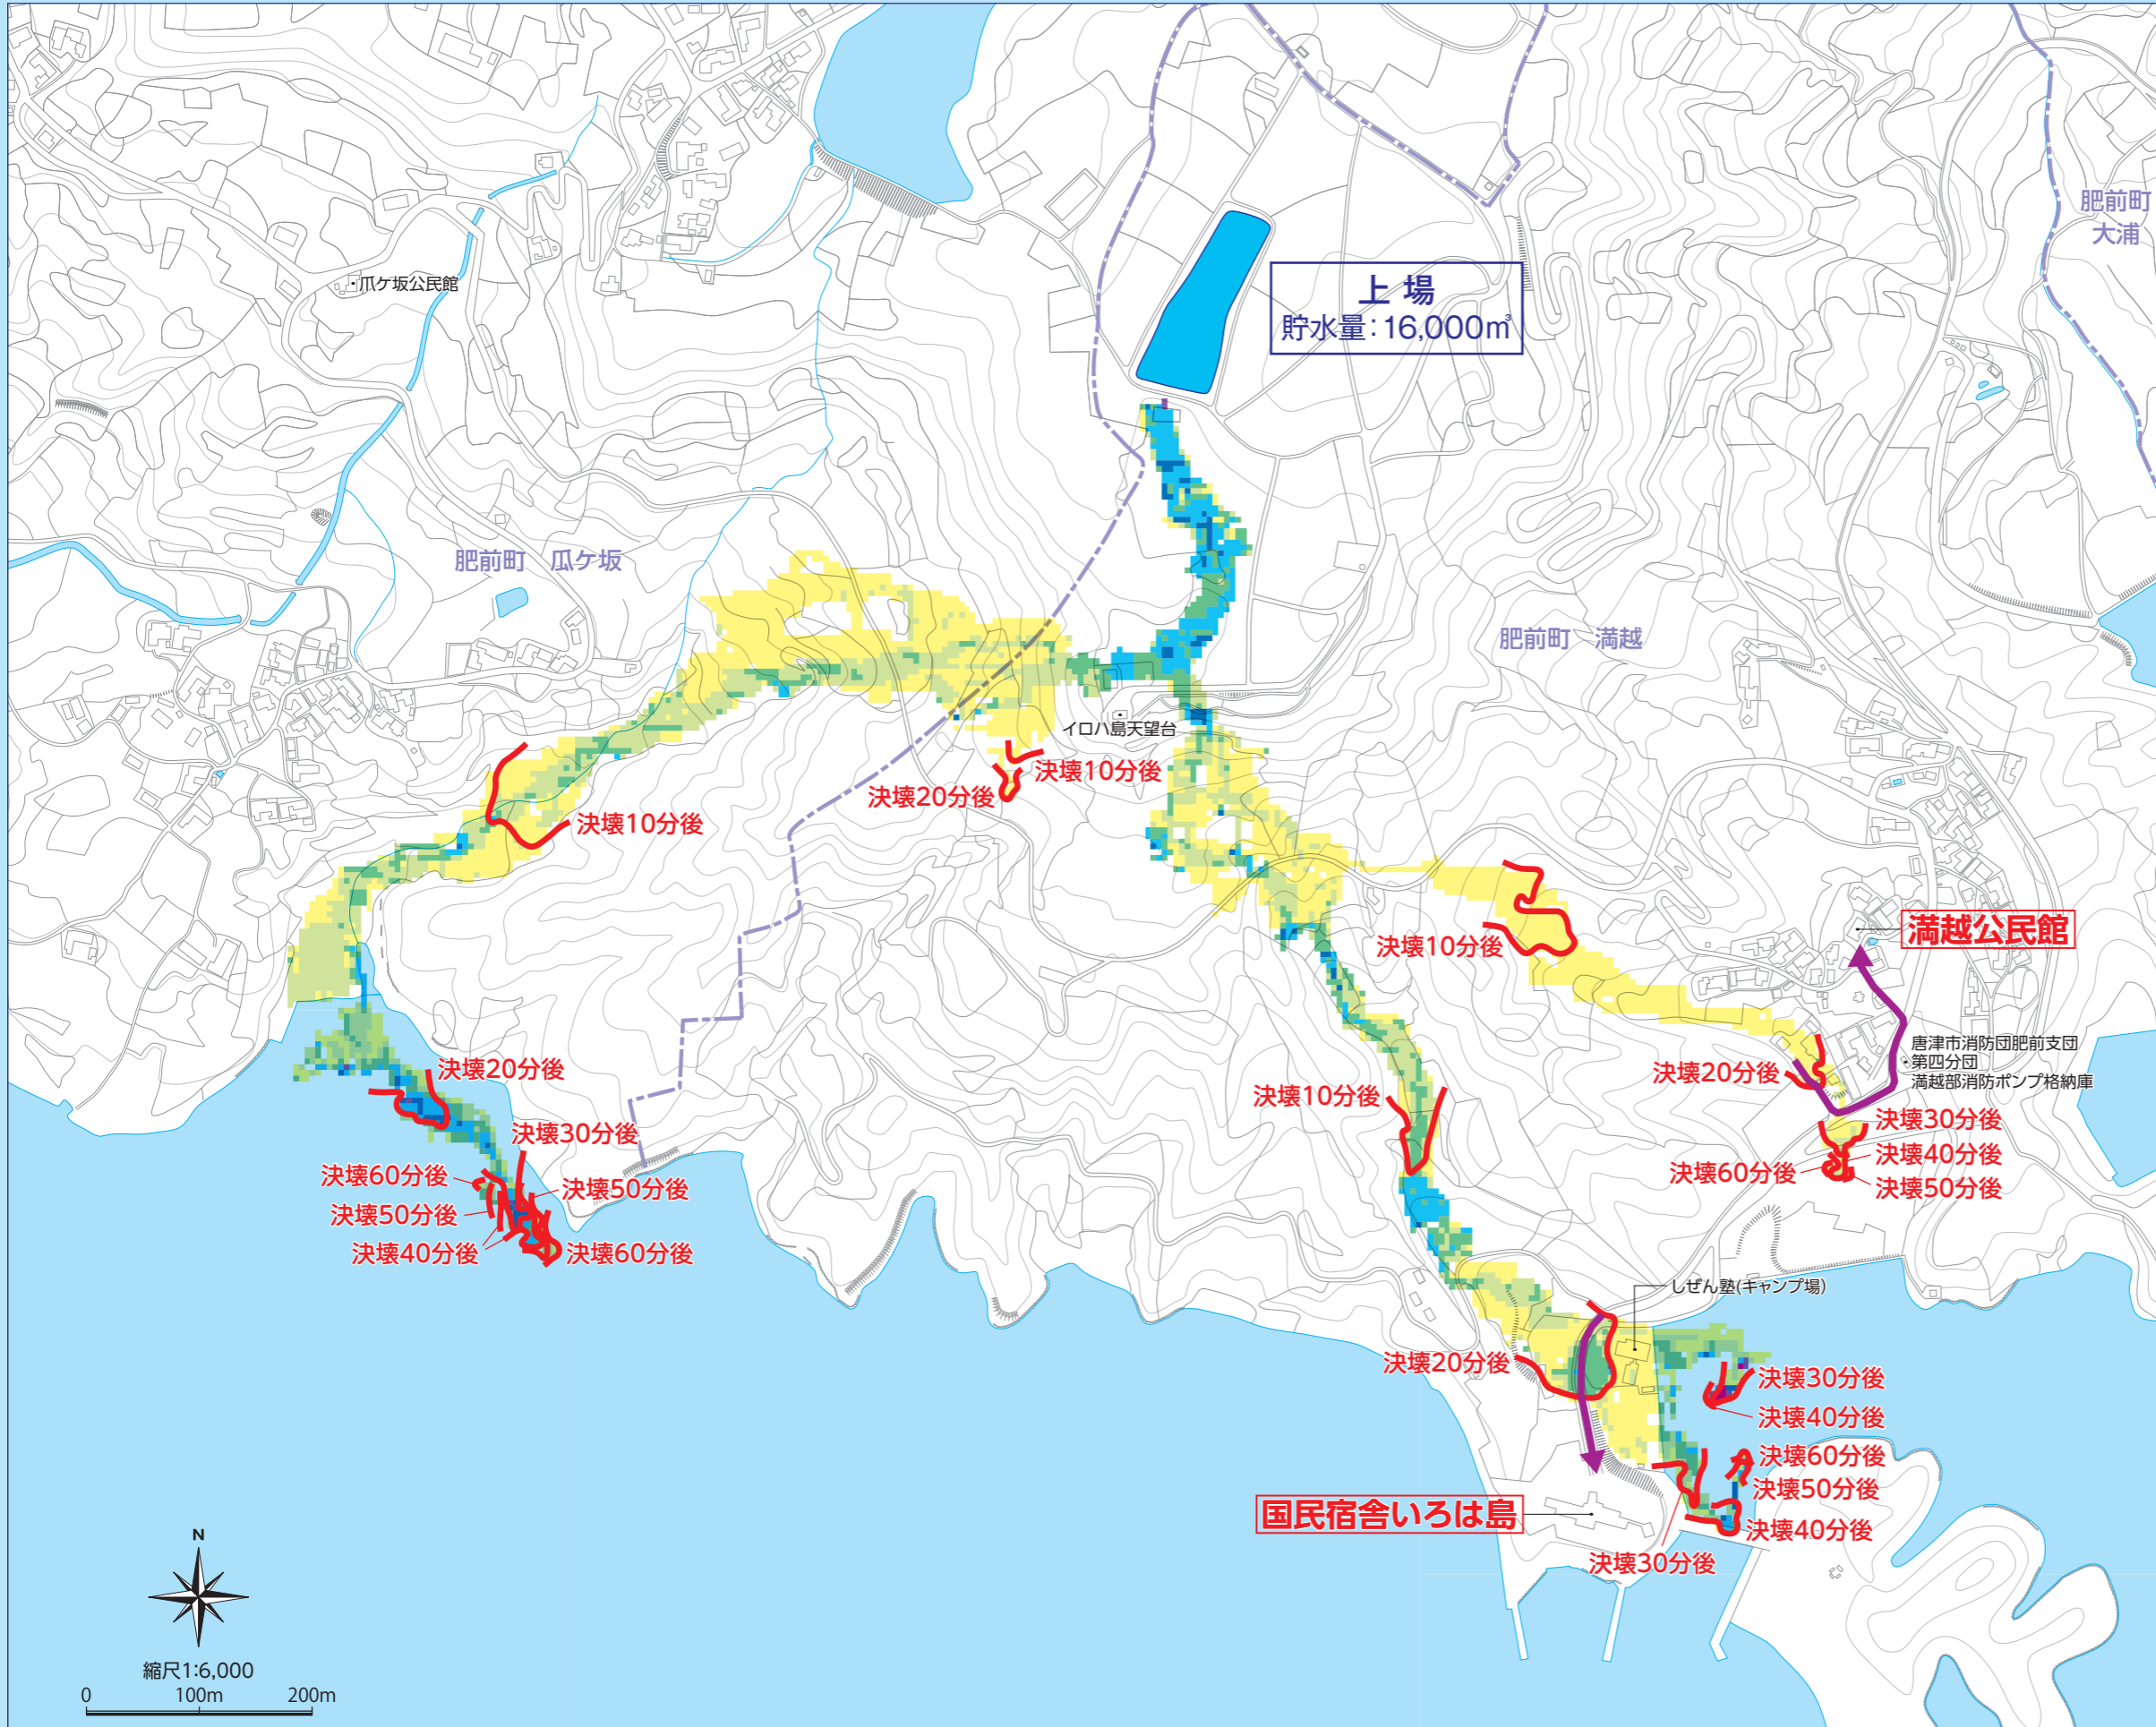 肥前町
大浦
・爪ケ坂公民館
上場
貯水量：16,000㎥
肥前町　爪ケ坂
肥前町　満越
イロハ島天望台
決壊10分後
決壊20分後
決壊10分後
満越公民館
決壊10分後
唐津市消防団肥前支団
・第四分団
満越部消防ポンプ格納庫
決壊20分後
決壊20分後
決壊10分後
決壊30分後
決壊30分後
決壊40分後
決壊60分後
決壊60分後
決壊50分後
決壊50分後
決壊50分後
決壊40分後
決壊60分後
しぜん塾(キャンプ場)
決壊20分後
決壊30分後
決壊40分後
決壊60分後
決壊50分後
国民宿舎いろは島
決壊40分後
決壊30分後
N
縮尺1:6,000
0 100m 200m